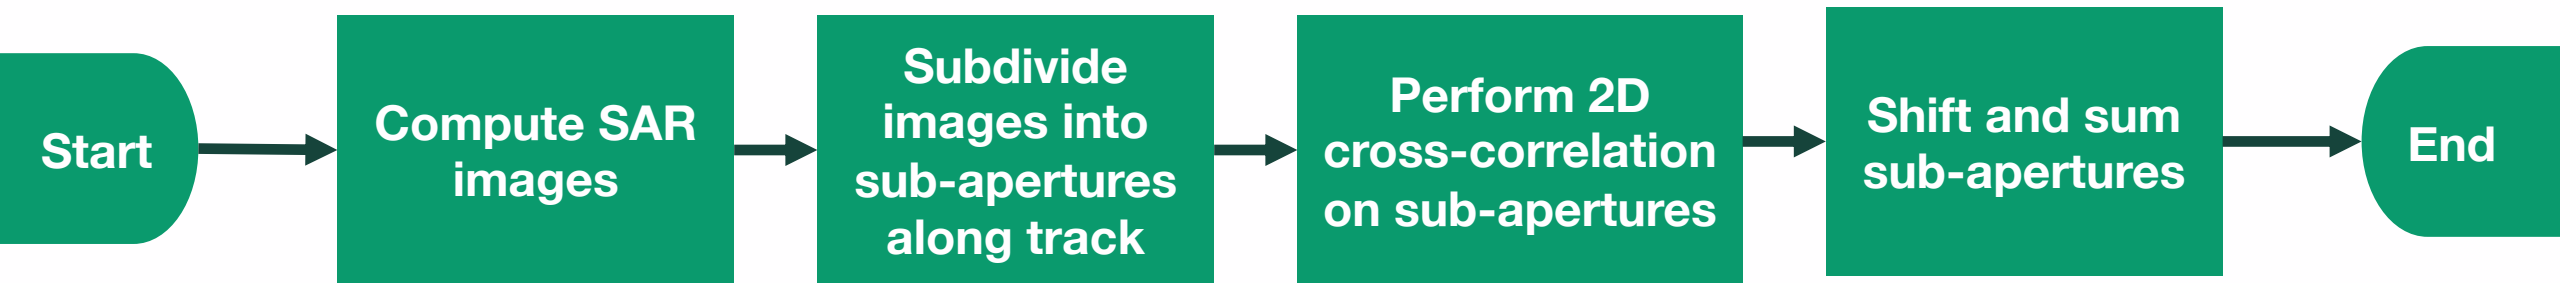 Start
Compute SAR
images
Subdivide
images into
sub-apertures
along track
Perform 2D
cross-correlation
on sub-apertures
Shift and sum
sub-apertures
End